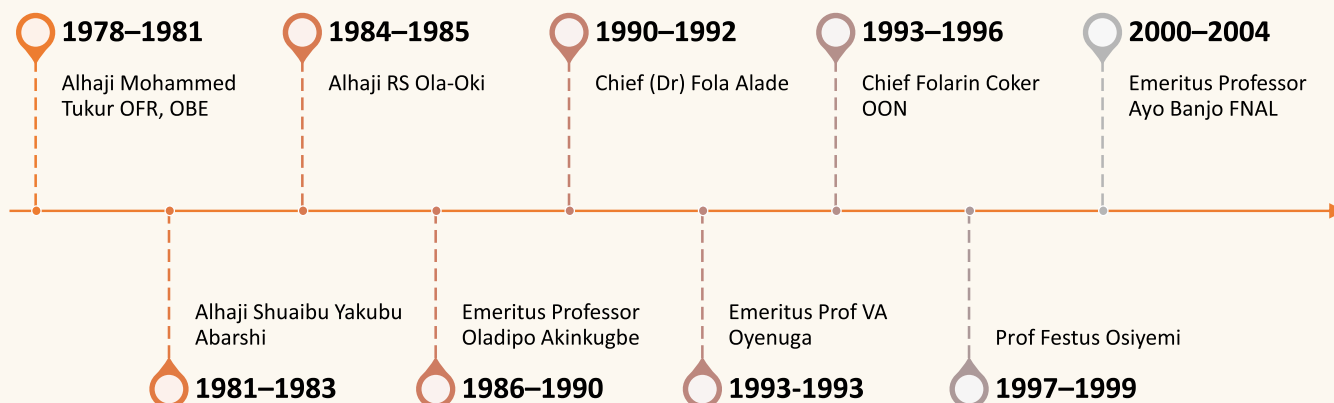 1978–1981
Alhaji Mohammed
Tukur OFR, OBE
1984–1985
Alhaji RS Ola-Oki
1990–1992
Chief (Dr) Fola Alade
1993–1996
Chief Folarin Coker
OON
2000–2004
Emeritus Professor
Ayo Banjo FNAL
Alhaji Shuaibu Yakubu
Abarshi
1981–1983
Emeritus Professor
Oladipo Akinkugbe
1986–1990
Emeritus Prof VA
Oyenuga
1993-1993
Prof Festus Osiyemi
1997–1999